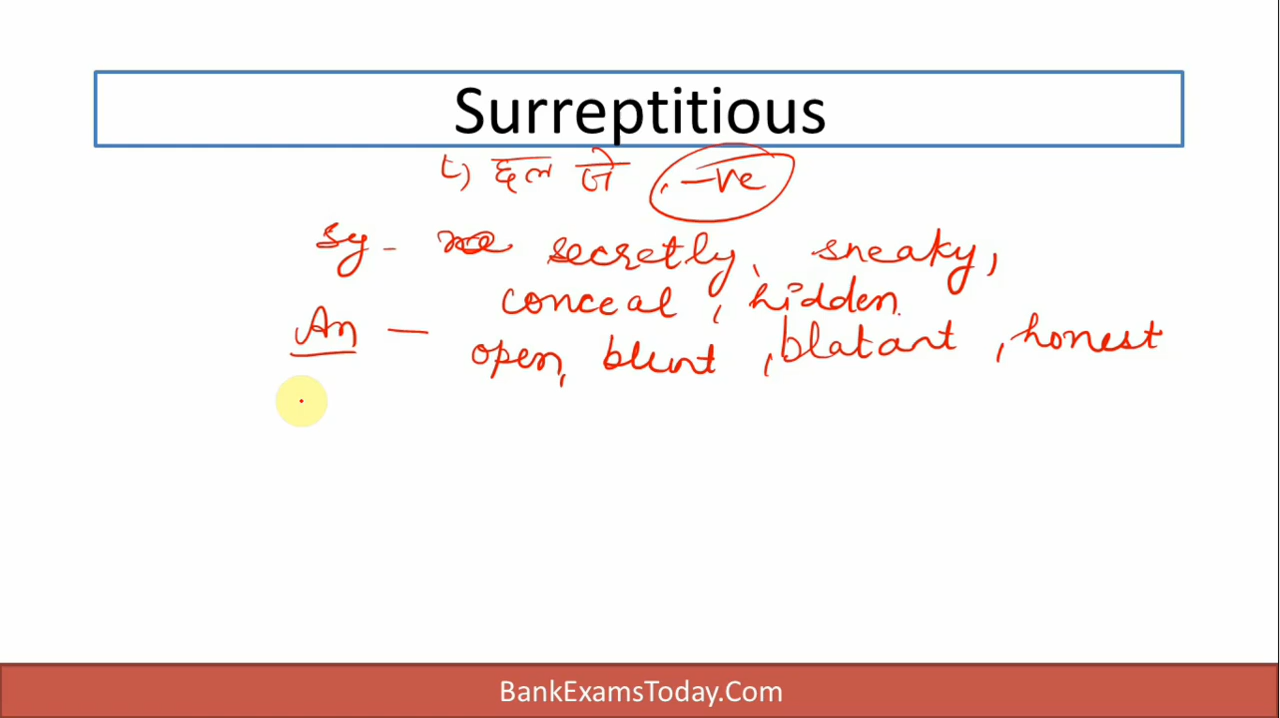 Surreptitious
छल से , -ve
Sy - secretly, sneaky,
conceal, hidden.
An - open, blunt, blatant, honest
BankExamsToday.Com